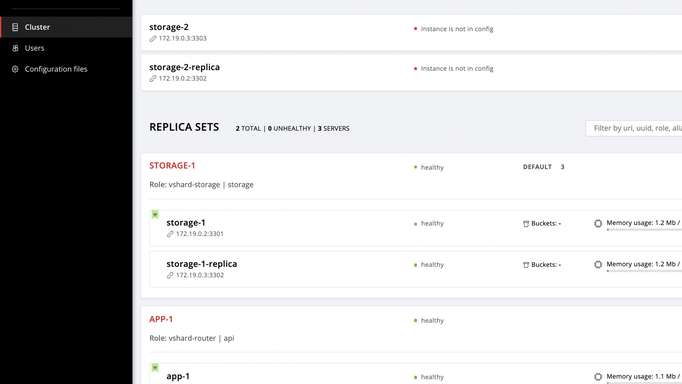 Cluster
Users
Configuration files
storage-2
172.19.0.3:3303
Instance is not in config
storage-2-replica
172.19.0.2:3302
Instance is not in config
REPLICA SETS
2 TOTAL | 0 UNHEALTHY | 3 SERVERS
Filter by uri, uuid, role, alia
STORAGE-1
healthy
DEFAULT 3
Role: vshard-storage | storage
storage-1
172.19.0.2:3301
healthy
Buckets: -
Memory usage: 1.2 Mb /
storage-1-replica
172.19.0.3:3302
healthy
Buckets: -
Memory usage: 1.2 Mb /
APP-1
healthy
Role: vshard-router | api
app-1
healthy
Memory usage: 1.1 Mb /